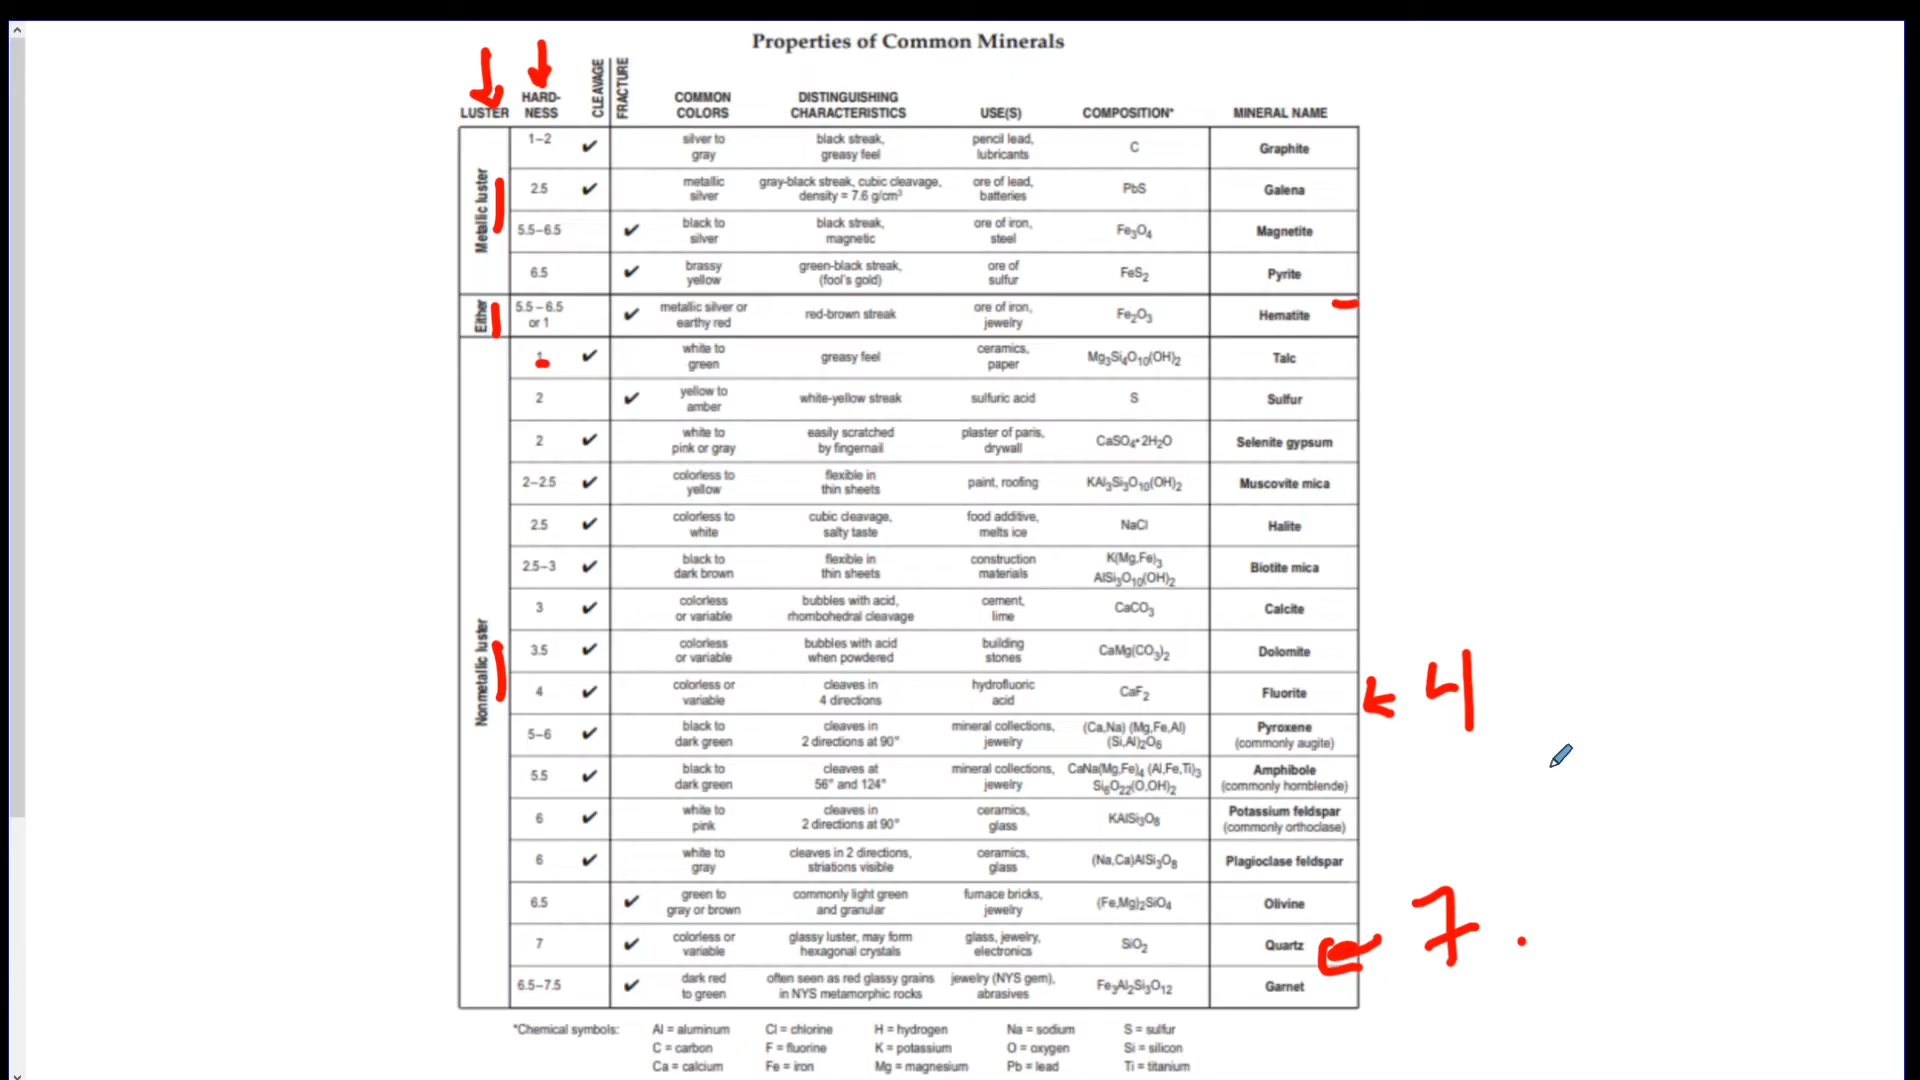 Properties of Common Minerals
LUSTER HARD-NESS CLEAVAGE FRACTURE COMMON COLORS DISTINGUISHING CHARACTERISTICS USE(S) COMPOSITION* MINERAL NAME
Metallic luster
1–2 ✔ silver to gray black streak, greasy feel pencil lead, lubricants C Graphite
2.5 ✔ metallic silver gray-black streak, cubic cleavage, density = 7.6 g/cm³ ore of lead, batteries PbS Galena
5.5–6.5 ✔ black to silver black streak, magnetic ore of iron, steel Fe₃O₄ Magnetite
6.5 ✔ brassy yellow green-black streak, (fool's gold) ore of sulfur FeS₂ Pyrite
Either
5.5 – 6.5 or 1 ✔ metallic silver or earthy red red-brown streak ore of iron, jewelry Fe₂O₃ Hematite
Nonmetallic luster
1 ✔ white to green greasy feel ceramics, paper Mg₃Si₄O₁₀(OH)₂ Talc
2 ✔ yellow to amber white-yellow streak sulfuric acid S Sulfur
2 ✔ white to pink or gray easily scratched by fingernail plaster of paris, drywall CaSO₄•2H₂O Selenite gypsum
2–2.5 ✔ colorless to yellow flexible in thin sheets paint, roofing KAl₃Si₃O₁₀(OH)₂ Muscovite mica
2.5 ✔ colorless to white cubic cleavage, salty taste food additive, melts ice NaCl Halite
2.5–3 ✔ black to dark brown flexible in thin sheets construction materials K(Mg,Fe)₃ AlSi₃O₁₀(OH)₂ Biotite mica
3 ✔ colorless or variable bubbles with acid, rhombohedral cleavage cement, lime CaCO₃ Calcite
3.5 ✔ colorless or variable bubbles with acid when powdered building stones CaMg(CO₃)₂ Dolomite
4 ✔ colorless or variable cleaves in 4 directions hydrofluoric acid CaF₂ Fluorite
4
5–6 ✔ black to dark green cleaves in 2 directions at 90° mineral collections, jewelry (Ca,Na) (Mg,Fe,Al) (Si,Al)₂O₆ Pyroxene (commonly augite)
5.5 ✔ black to dark green cleaves at 56° and 124° mineral collections, jewelry CaNa(Mg,Fe)₄ (Al,Fe,Ti)₃ Si₆O₂₂(O,OH)₂ Amphibole (commonly hornblende)
6 ✔ white to pink cleaves in 2 directions at 90° ceramics, glass KAlSi₃O₈ Potassium feldspar (commonly orthoclase)
6 ✔ white to gray cleaves in 2 directions, striations visible ceramics, glass (Na,Ca)AlSi₃O₈ Plagioclase feldspar
6.5 ✔ green to gray or brown commonly light green and granular furnace bricks, jewelry (Fe,Mg)₂SiO₄ Olivine
7 ✔ colorless or variable glassy luster, may form hexagonal crystals glass, jewelry, electronics SiO₂ Quartz
7.
6.5–7.5 ✔ dark red to green often seen as red glassy grains in NYS metamorphic rocks jewelry (NYS gem), abrasives Fe₃Al₂Si₃O₁₂ Garnet
*Chemical symbols: Al = aluminum Cl = chlorine H = hydrogen Na = sodium S = sulfur
C = carbon F = fluorine K = potassium O = oxygen Si = silicon
Ca = calcium Fe = iron Mg = magnesium Pb = lead Ti = titanium